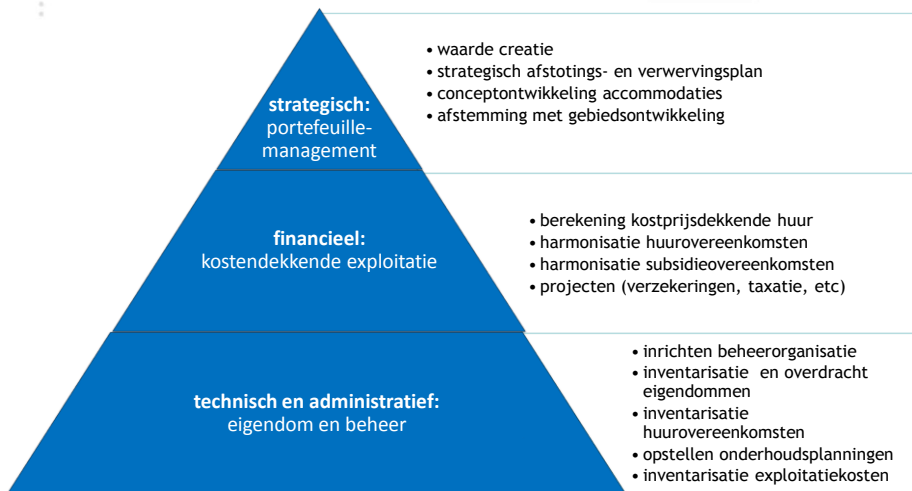 strategisch:
portefeuille-
management
• waarde creatie
• strategisch afstotings- en verwervingsplan
• conceptontwikkeling accommodaties
• afstemming met gebiedsontwikkeling
financieel:
kostendekkende exploitatie
• berekening kostprijsdekkende huur
• harmonisatie huurovereenkomsten
• harmonisatie subsidieovereenkomsten
• projecten (verzekeringen, taxatie, etc)
technisch en administratief:
eigendom en beheer
• inrichten beheerorganisatie
• inventarisatie en overdracht
eigendommen
• inventarisatie
huurovereenkomsten
• opstellen onderhoudsplanningen
• inventarisatie exploitatiekosten